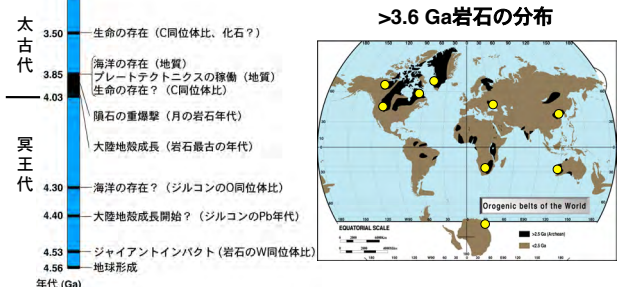 >3.6 Ga岩石の分布
太古代
冥王代
3.50 生命の存在（C同位体比、化石？）
海洋の存在（地質）
3.85 プレートテクトニクスの稼働（地質）
生命の存在？（C同位体比）
4.03
隕石の重爆撃（月の岩石年代）
大陸地殻成長（岩石最古の年代）
4.30 海洋の存在？（ジルコンのO同位体比）
4.40 大陸地殻成長開始？（ジルコンのPb年代）
4.53 ジャイアントインパクト（岩石のW同位体比）
4.56 地球形成
年代 (Ga)
Orogenic belts of the World
EQUATORIAL SCALE
>2.5 Ga (Archean)
<2.5 Ga